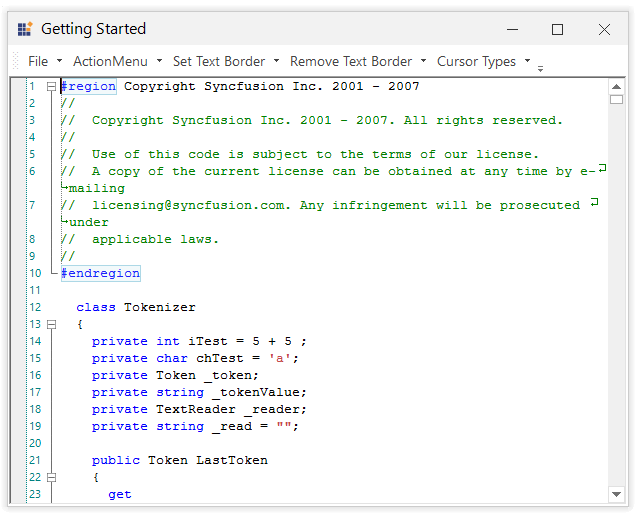 Getting Started
File ActionMenu Set Text Border Remove Text Border Cursor Types
1 #region Copyright Syncfusion Inc. 2001 - 2007
2 //
3 //  Copyright Syncfusion Inc. 2001 - 2007. All rights reserved.
4 //
5 //  Use of this code is subject to the terms of our license.
6 //  A copy of the current license can be obtained at any time by e-
mailing
7 //  licensing@syncfusion.com. Any infringement will be prosecuted
under
8 //  applicable laws.
9 //
10 #endregion
11
12   class Tokenizer
13   {
14     private int iTest = 5 + 5 ;
15     private char chTest = 'a';
16     private Token _token;
17     private string _tokenValue;
18     private TextReader _reader;
19     private string _read = "";
20
21     public Token LastToken
22     {
23       get